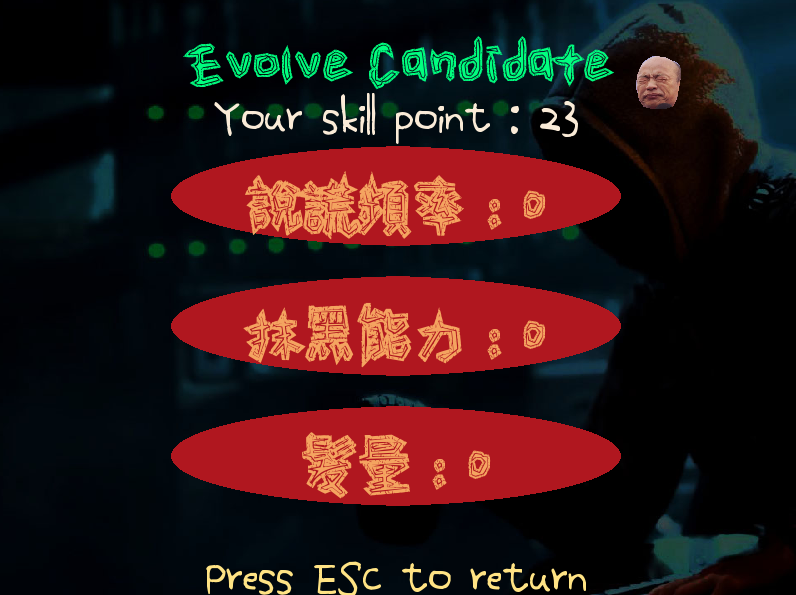 Evolve Candidate
Your skill point : 23
說謊頻率 : 0
抹黑能力 : 0
髮量 : 0
Press ESC to return